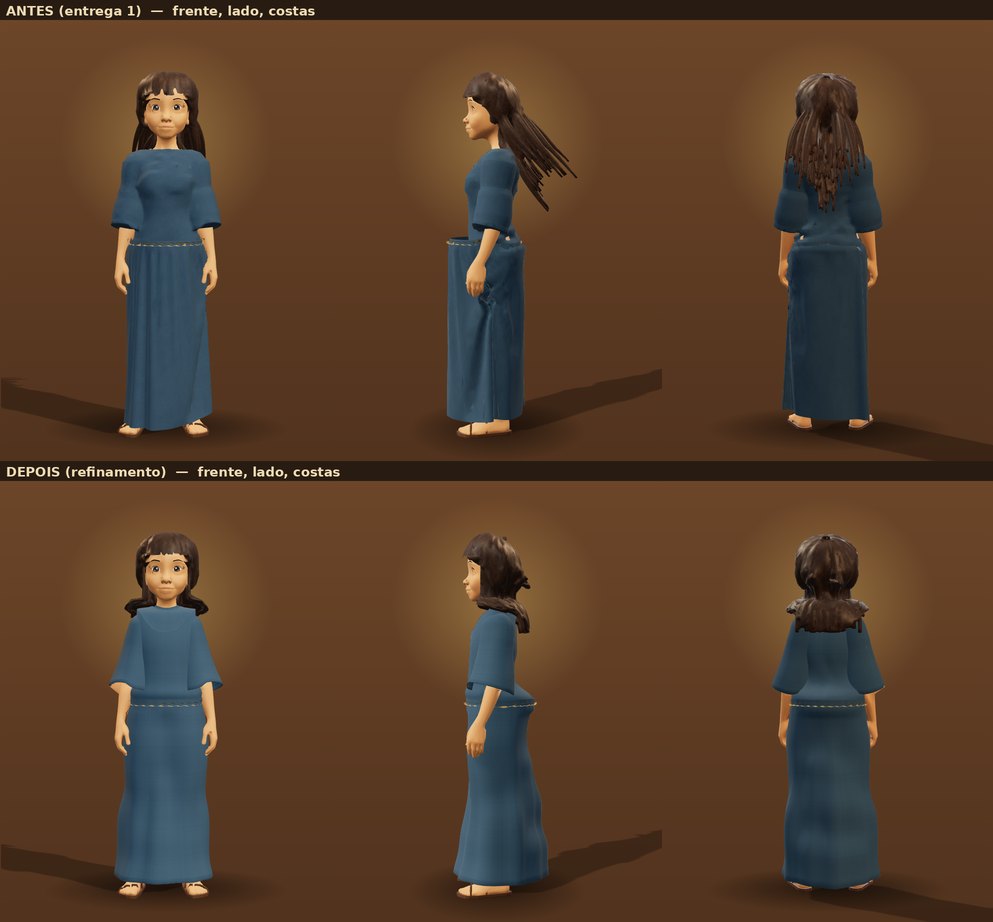 ANTES (entrega 1) — frente, lado, costas
DEPOIS (refinamento) — frente, lado, costas